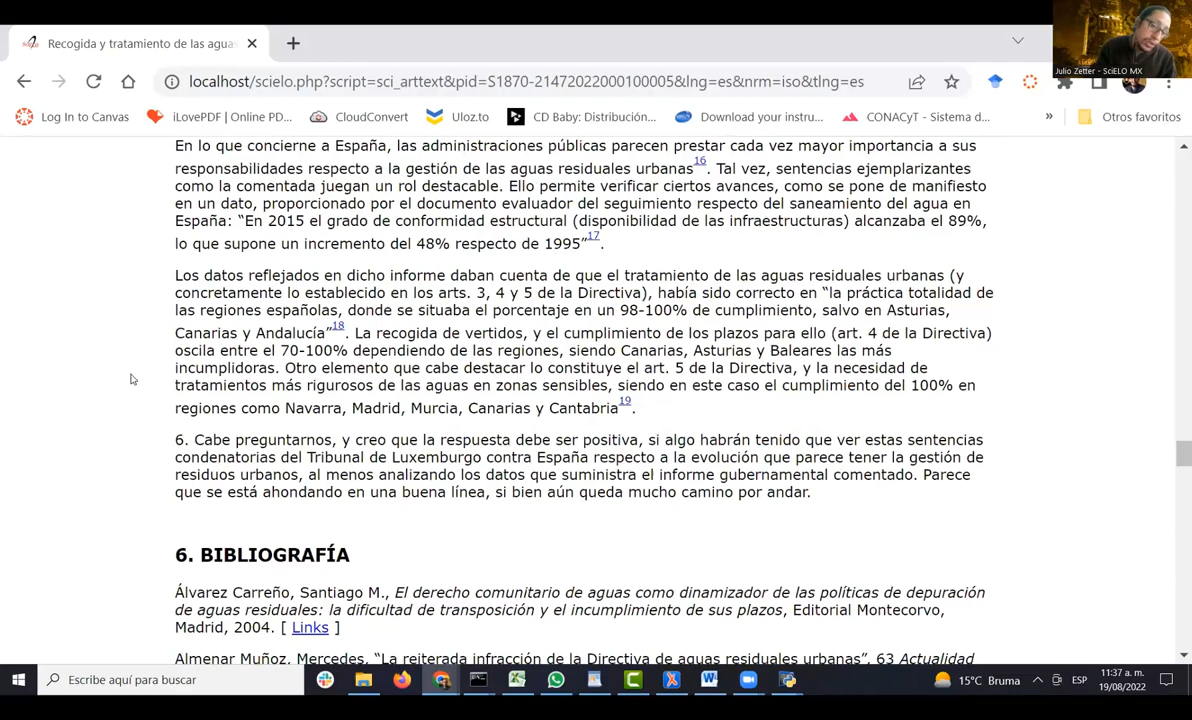 Recogida y tratamiento de las aguas
localhost/scielo.php?script=sci_arttext&pid=S1870-21472022000100005&lng=es&nrm=iso&tlng=es
Julio Zetter - SciELO MX
Log In to Canvas
iLovePDF | Online PD...
CloudConvert
Uloz.to
CD Baby: Distribución...
Download your instru...
CONACyT - Sistema d...
»
Otros favoritos
En lo que concierne a España, las administraciones públicas parecen prestar cada vez mayor importancia a sus
responsabilidades respecto a la gestión de las aguas residuales urbanas16. Tal vez, sentencias ejemplarizantes
como la comentada juegan un rol destacable. Ello permite verificar ciertos avances, como se pone de manifiesto
en un dato, proporcionado por el documento evaluador del seguimiento respecto del saneamiento del agua en
España: “En 2015 el grado de conformidad estructural (disponibilidad de las infraestructuras) alcanzaba el 89%,
lo que supone un incremento del 48% respecto de 1995”17.
Los datos reflejados en dicho informe daban cuenta de que el tratamiento de las aguas residuales urbanas (y
concretamente lo establecido en los arts. 3, 4 y 5 de la Directiva), había sido correcto en “la práctica totalidad de
las regiones españolas, donde se situaba el porcentaje en un 98-100% de cumplimiento, salvo en Asturias,
Canarias y Andalucía”18. La recogida de vertidos, y el cumplimiento de los plazos para ello (art. 4 de la Directiva)
oscila entre el 70-100% dependiendo de las regiones, siendo Canarias, Asturias y Baleares las más
incumplidoras. Otro elemento que cabe destacar lo constituye el art. 5 de la Directiva, y la necesidad de
tratamientos más rigurosos de las aguas en zonas sensibles, siendo en este caso el cumplimiento del 100% en
regiones como Navarra, Madrid, Murcia, Canarias y Cantabria19.
6. Cabe preguntarnos, y creo que la respuesta debe ser positiva, si algo habrán tenido que ver estas sentencias
condenatorias del Tribunal de Luxemburgo contra España respecto a la evolución que parece tener la gestión de
residuos urbanos, al menos analizando los datos que suministra el informe gubernamental comentado. Parece
que se está ahondando en una buena línea, si bien aún queda mucho camino por andar.
6. BIBLIOGRAFÍA
Álvarez Carreño, Santiago M., El derecho comunitario de aguas como dinamizador de las políticas de depuración
de aguas residuales: la dificultad de transposición y el incumplimiento de sus plazos, Editorial Montecorvo,
Madrid, 2004. [ Links ]
Almenar Muñoz, Mercedes, “La reiterada infracción de la Directiva de aguas residuales urbanas”, 63 Actualidad
Escribe aquí para buscar
15°C Bruma
ESP
11:37 a. m.
19/08/2022